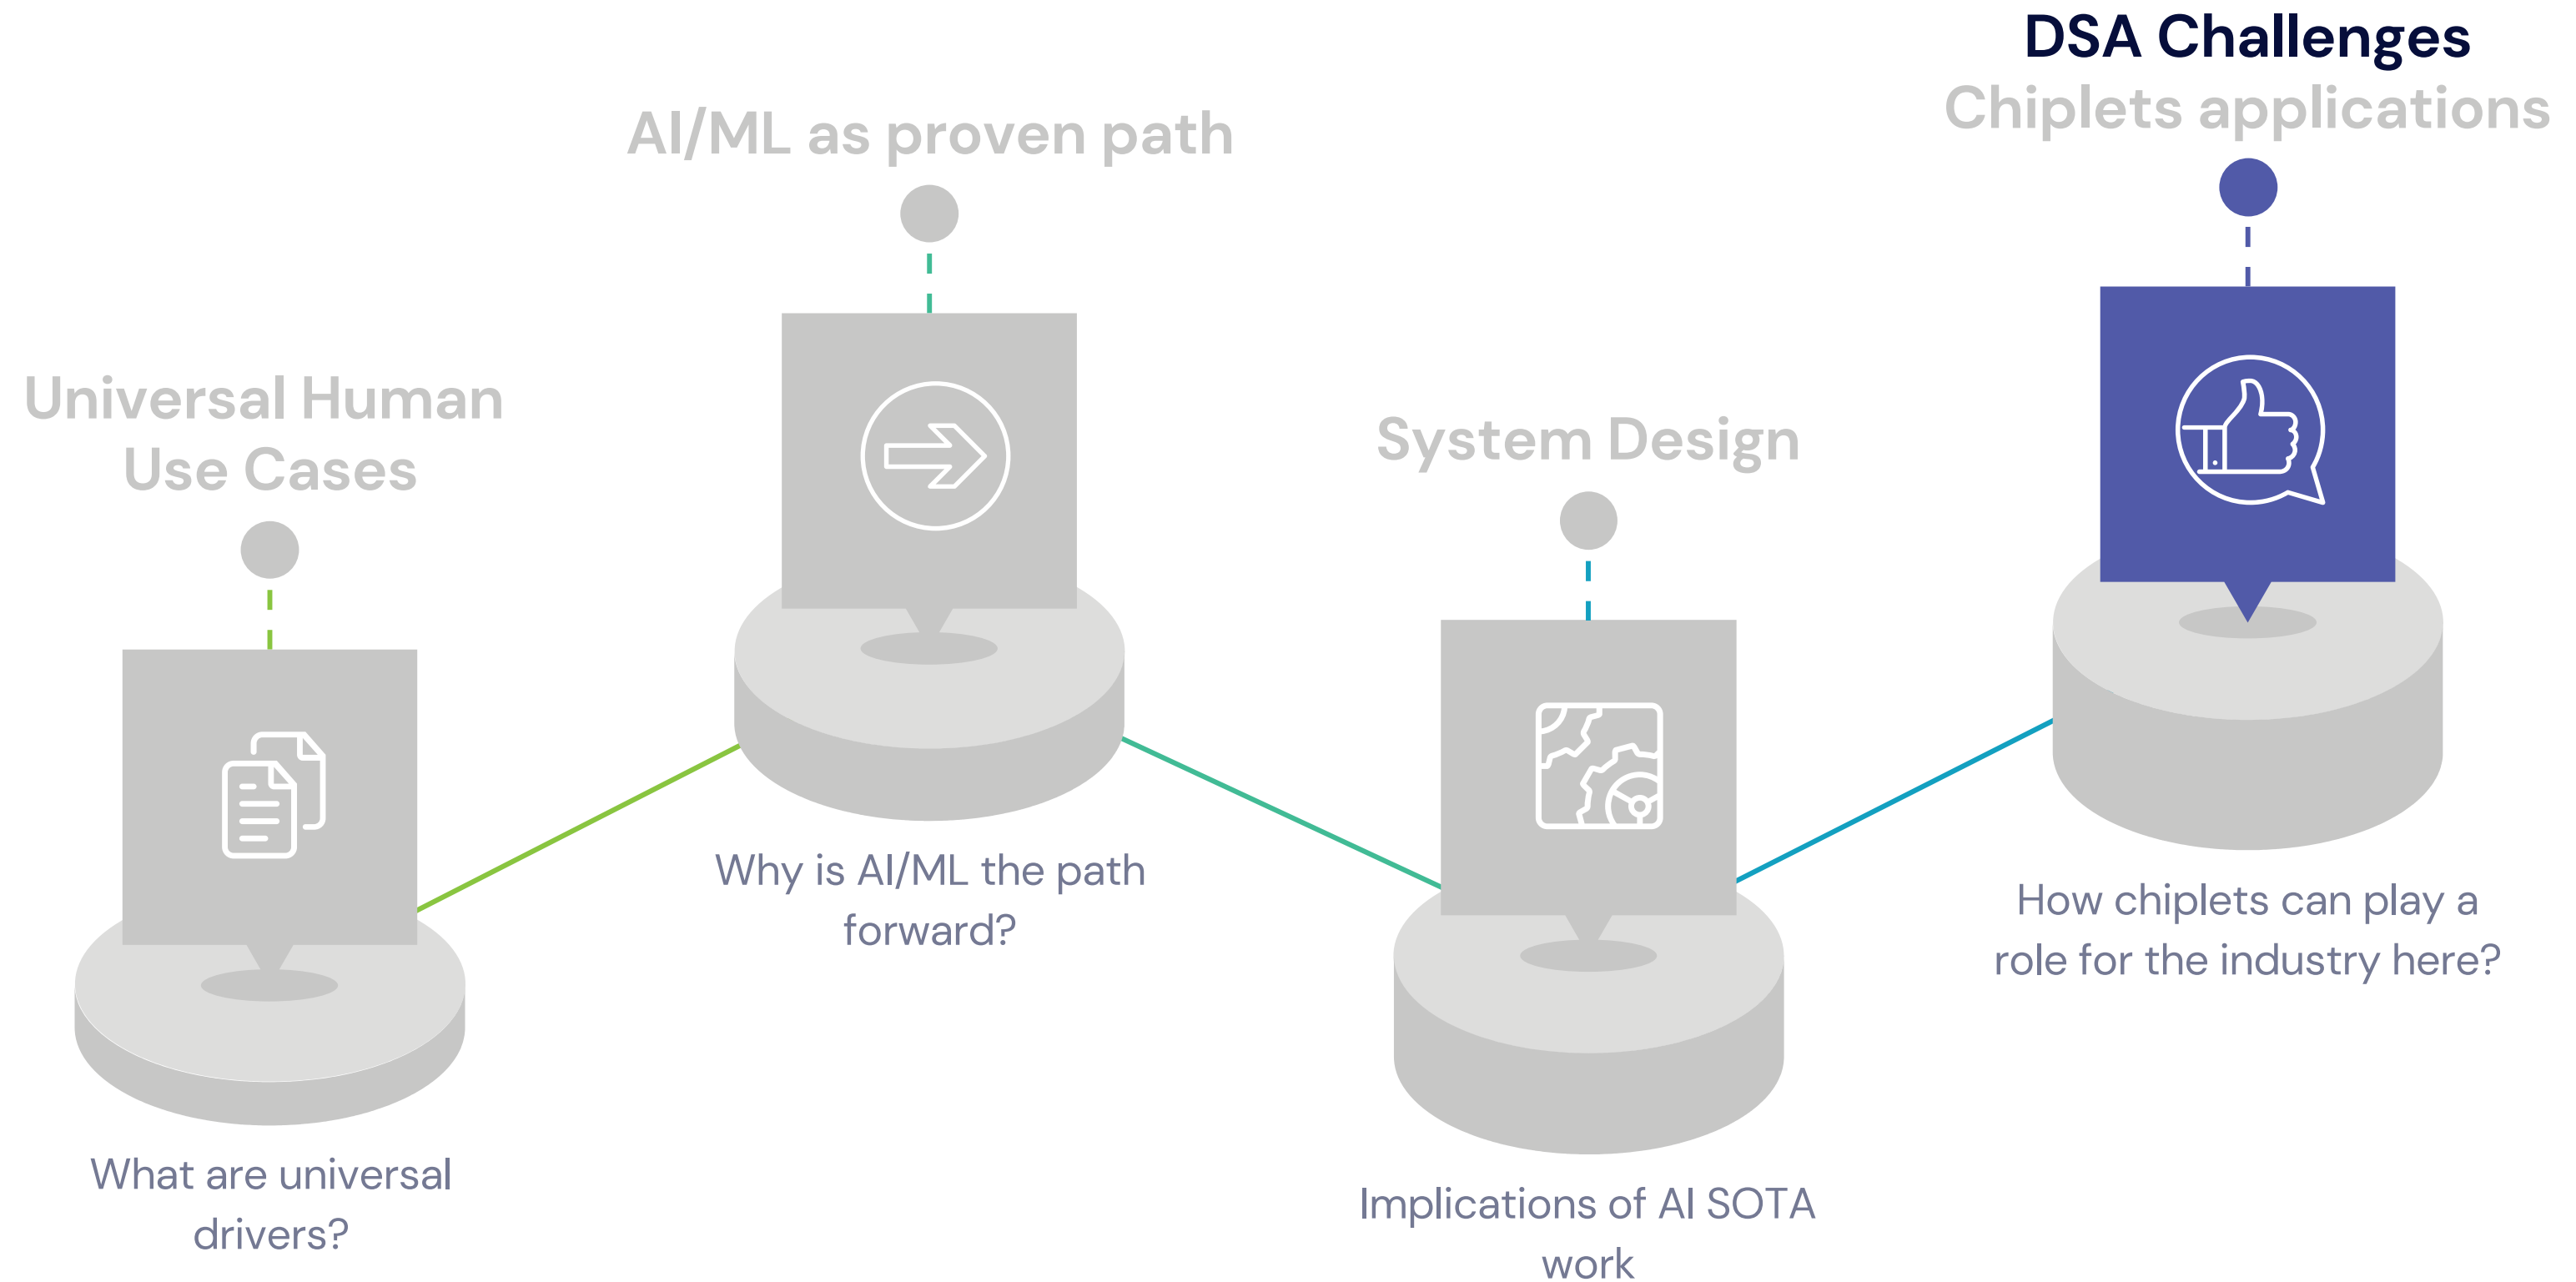 Universal Human
Use Cases
What are universal
drivers?
AI/ML as proven path
Why is AI/ML the path
forward?
System Design
Implications of AI SOTA
work
DSA Challenges
Chiplets applications
How chiplets can play a
role for the industry here?